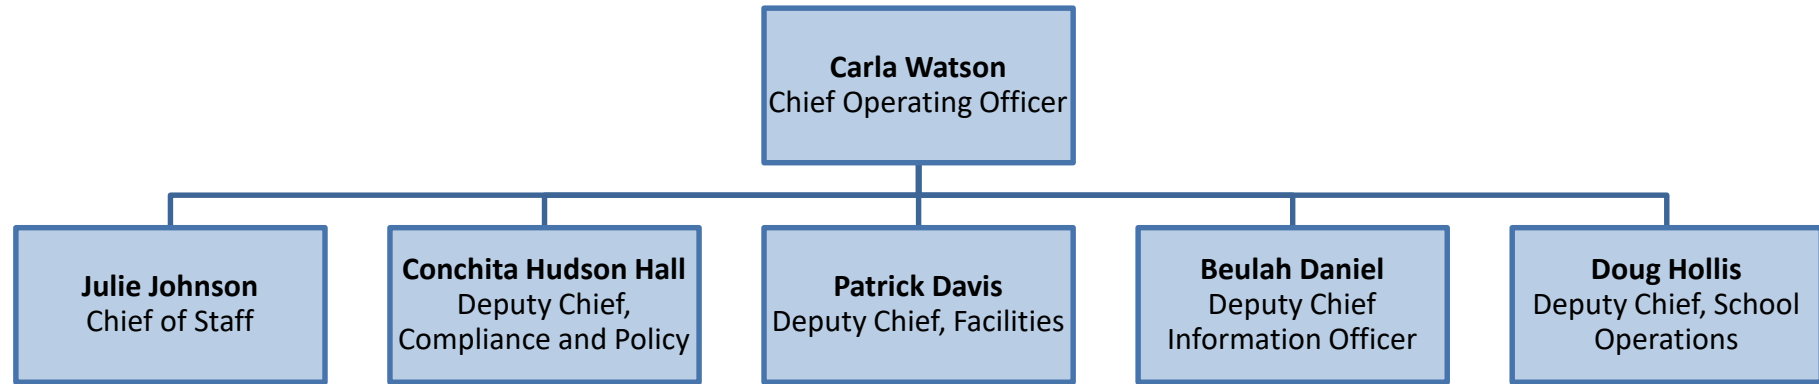 Carla Watson
Chief Operating Officer
Julie Johnson
Chief of Staff
Conchita Hudson Hall
Deputy Chief,
Compliance and Policy
Patrick Davis
Deputy Chief, Facilities
Beulah Daniel
Deputy Chief
Information Officer
Doug Hollis
Deputy Chief, School
Operations